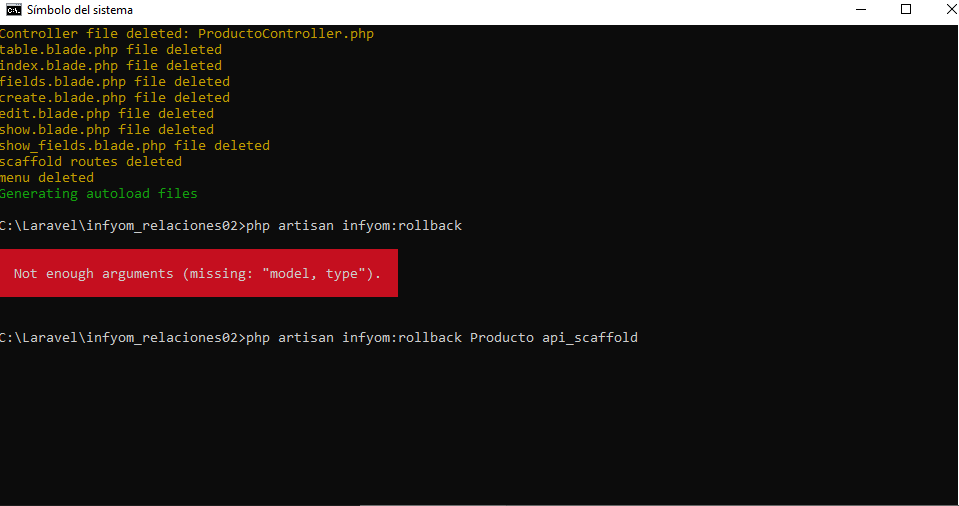 Símbolo del sistema
Controller file deleted: ProductoController.php
table.blade.php file deleted
index.blade.php file deleted
fields.blade.php file deleted
create.blade.php file deleted
edit.blade.php file deleted
show.blade.php file deleted
show_fields.blade.php file deleted
scaffold routes deleted
menu deleted
Generating autoload files
C:\Laravel\infyom_relaciones02>php artisan infyom:rollback
Not enough arguments (missing: "model, type").
C:\Laravel\infyom_relaciones02>php artisan infyom:rollback Producto api_scaffold